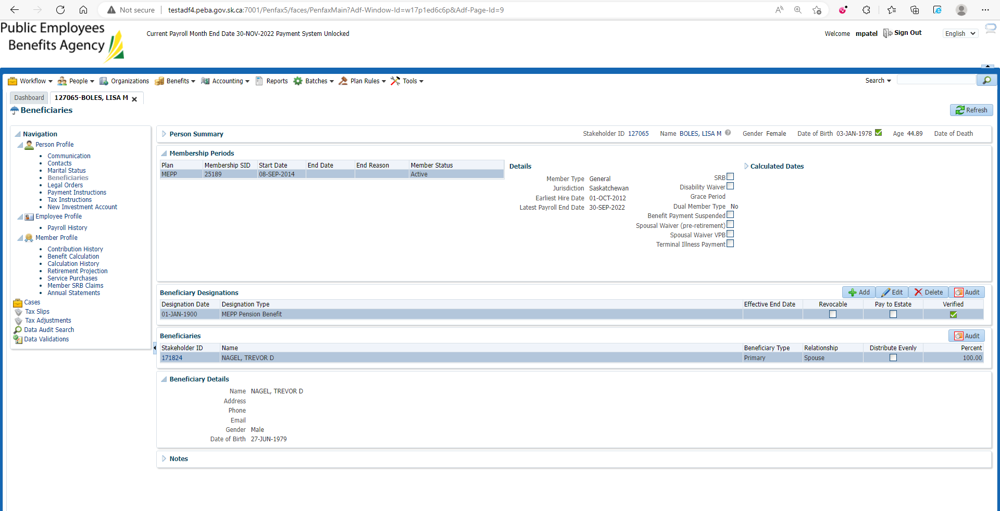 Not secure
testadf4.peba.gov.sk.ca:7001/Penfax5/faces/PenfaxMain?Adf-Window-Id=w17p1ed6c6p&Adf-Page-Id=9
Public Employees
Benefits Agency
Current Payroll Month End Date 30-NOV-2022 Payment System Unlocked
Welcome mpatel Sign Out English
Workflow People Organizations Benefits Accounting Reports Batches Plan Rules Tools Search
Dashboard 127065-BOLES, LISA M
Beneficiaries
Refresh
Navigation
Person Profile
Communication
Contacts
Marital Status
Beneficiaries
Legal Orders
Payment Instructions
Tax Instructions
New Investment Account
Employee Profile
Payroll History
Member Profile
Contribution History
Benefit Calculation
Calculation History
Retirement Projection
Service Purchases
Member SRB Claims
Annual Statements
Cases
Tax Slips
Tax Adjustments
Data Audit Search
Data Validations
Person Summary Stakeholder ID 127065 Name BOLES, LISA M Gender Female Date of Birth 03-JAN-1978 Age 44.89 Date of Death
Membership Periods
Plan Membership SID Start Date End Date End Reason Member Status
MEPP 25189 08-SEP-2014 Active
Details
Member Type General
Jurisdiction Saskatchewan
Earliest Hire Date 01-OCT-2012
Latest Payroll End Date 30-SEP-2022
SRB
Disability Waiver
Grace Period
Dual Member Type No
Benefit Payment Suspended
Spousal Waiver (pre-retirement)
Spousal Waiver VPB
Terminal Illness Payment
Calculated Dates
Beneficiary Designations
Add Edit Delete Audit
Designation Date Designation Type Effective End Date Revocable Pay to Estate Verified
01-JAN-1900 MEPP Pension Benefit
Beneficiaries
Audit
Stakeholder ID Name Beneficiary Type Relationship Distribute Evenly Percent
171824 NAGEL, TREVOR D Primary Spouse 100.00
Beneficiary Details
Name NAGEL, TREVOR D
Address
Phone
Email
Gender Male
Date of Birth 27-JUN-1979
Notes